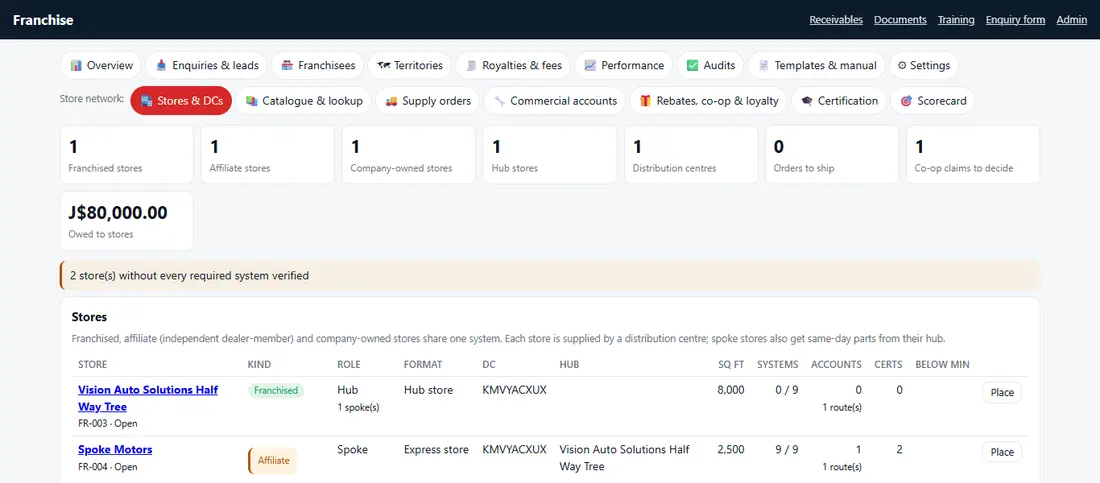 Franchise
Receivables Documents Training Enquiry form Admin
Overview Enquiries & leads Franchisees Territories Royalties & fees Performance Audits Templates & manual Settings
Store network: Stores & DCs Catalogue & lookup Supply orders Commercial accounts Rebates, co-op & loyalty Certification Scorecard
1
Franchised stores
1
Affiliate stores
1
Company-owned stores
1
Hub stores
1
Distribution centres
0
Orders to ship
1
Co-op claims to decide
J$80,000.00
Owed to stores
2 store(s) without every required system verified
Stores
Franchised, affiliate (independent dealer-member) and company-owned stores share one system. Each store is supplied by a distribution centre; spoke stores also get same-day parts from their hub.
STORE KIND ROLE FORMAT DC HUB SQ FT SYSTEMS ACCOUNTS CERTS BELOW MIN
Vision Auto Solutions Half Franchised Hub Hub store KMVYACXUX 8,000 0 / 9 0 0 Place
Way Tree 1 spoke(s) 1 route(s)
FR-003 · Open
Spoke Motors Affiliate Spoke Express store KMVYACXUX Vision Auto Solutions Half 2,500 9 / 9 1 2 Place
FR-004 · Open Way Tree 1 route(s)